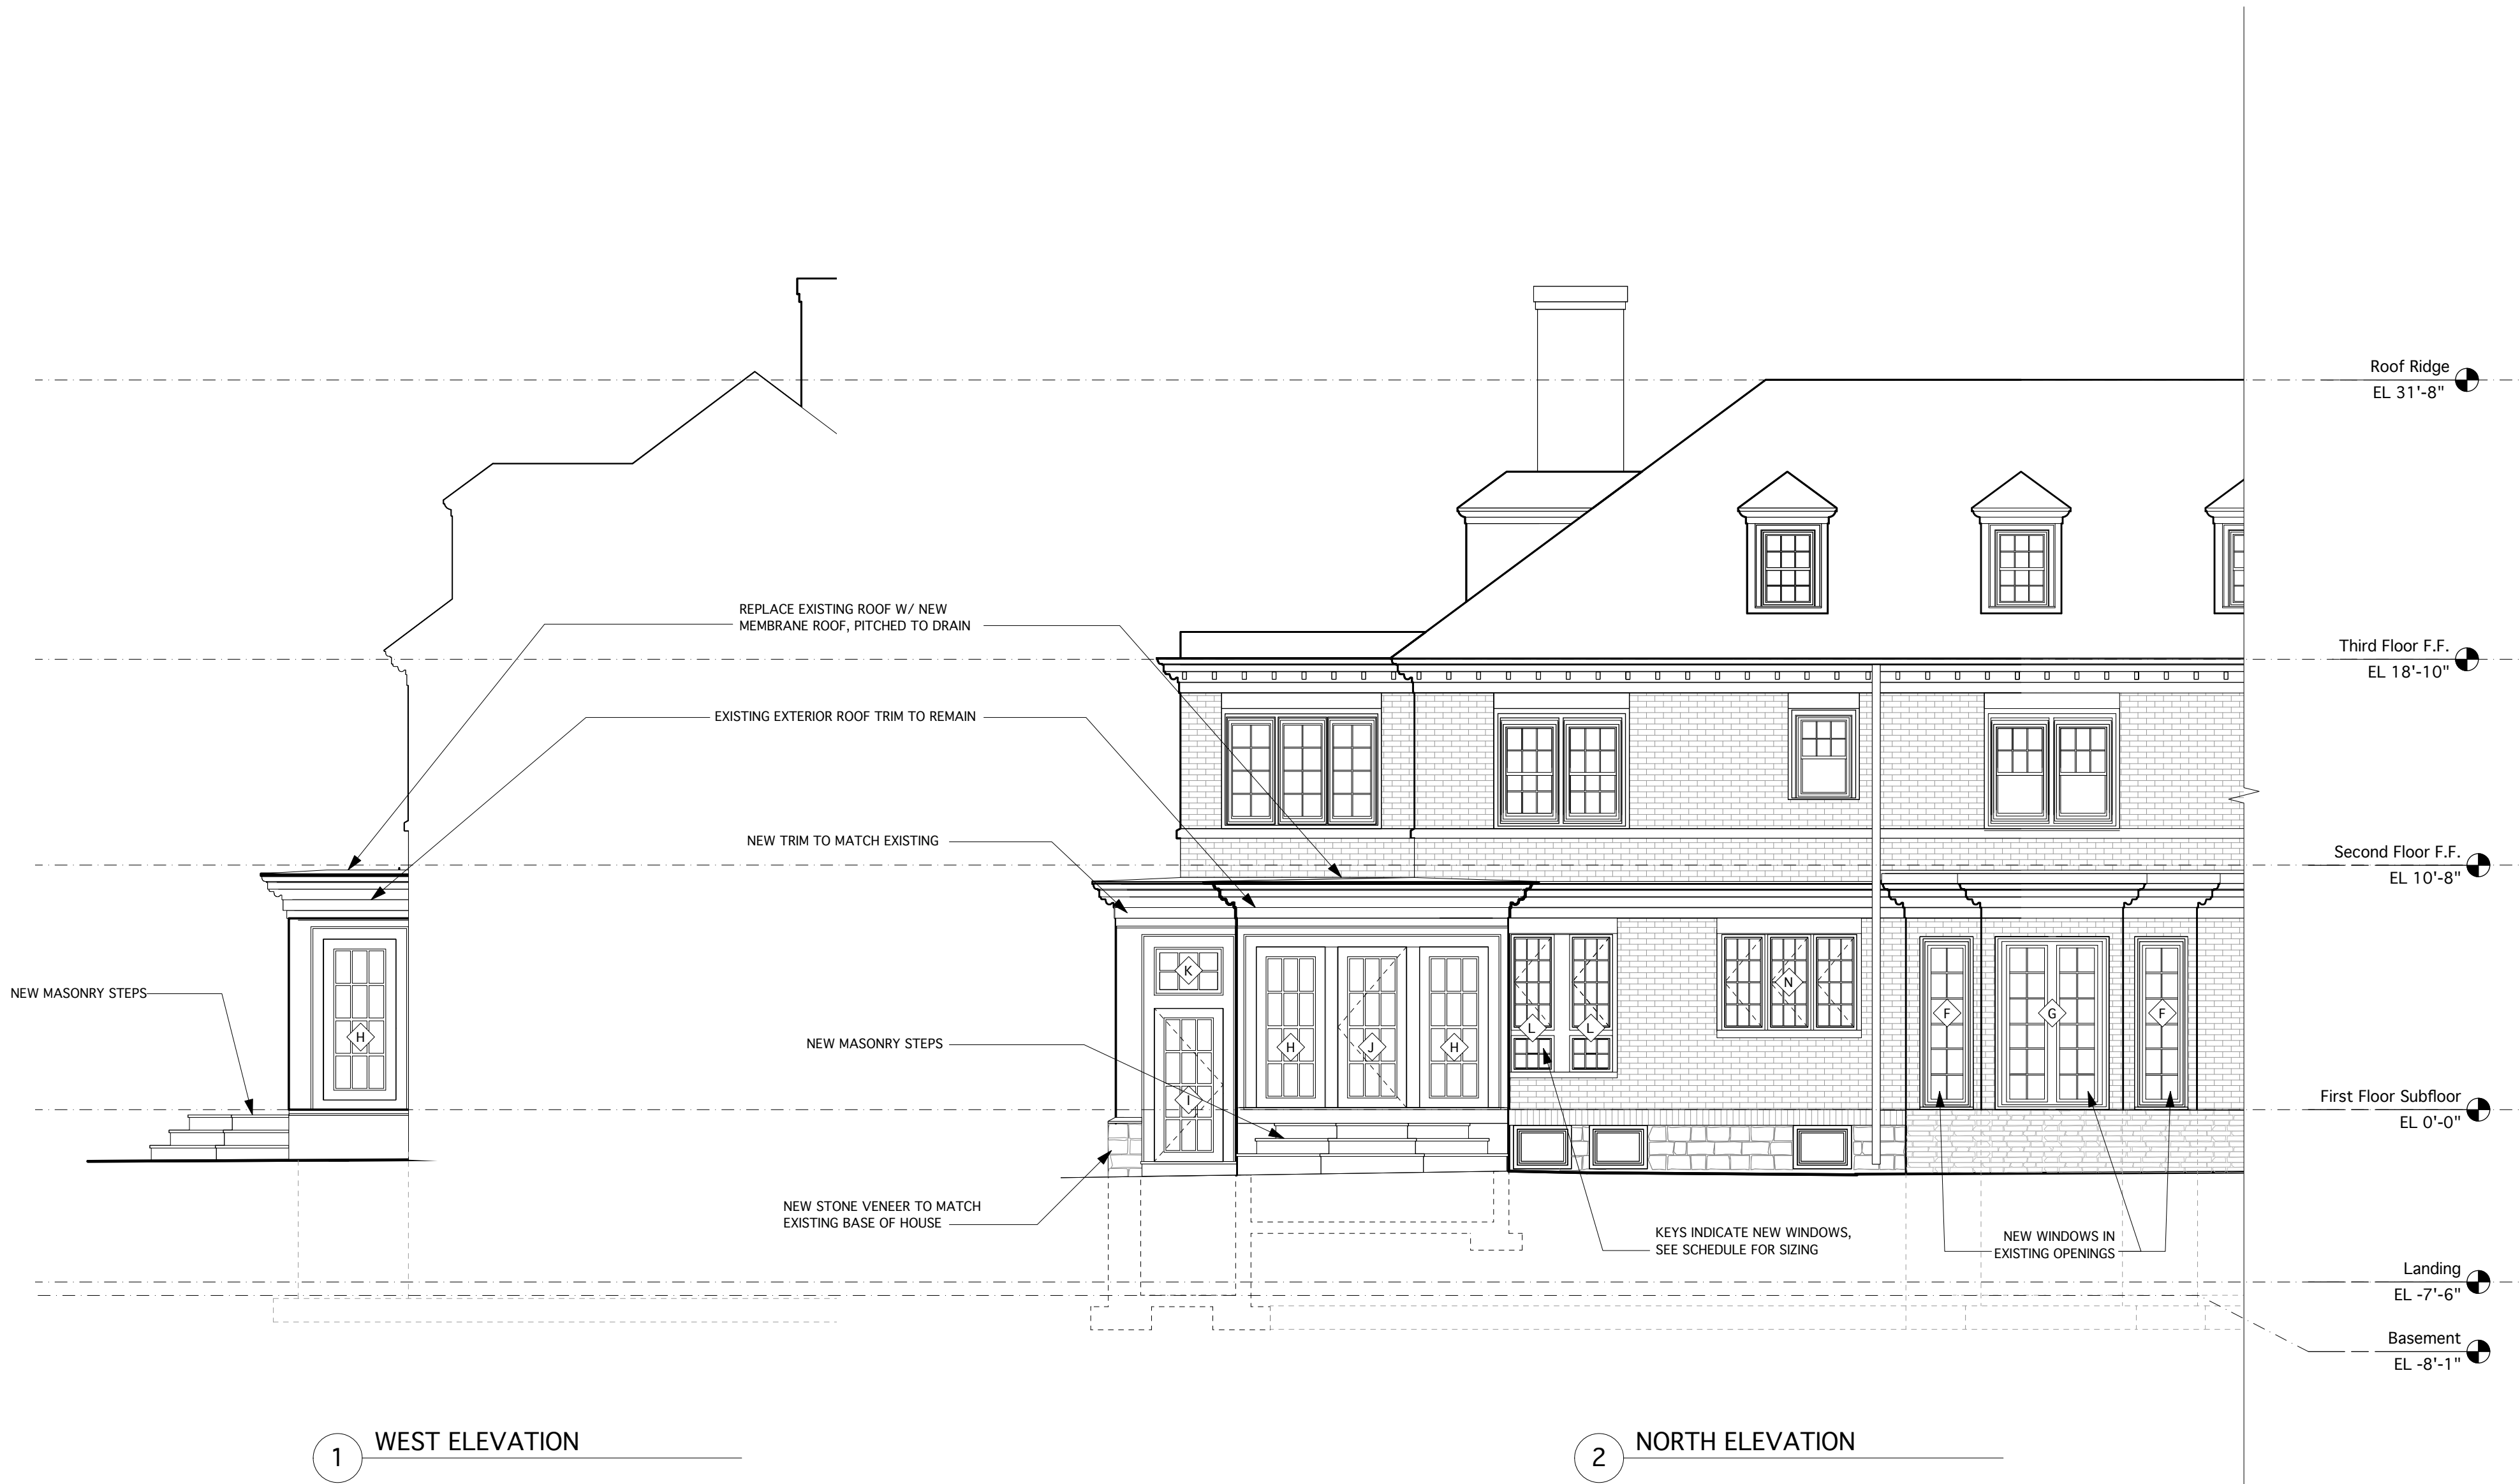 Roof Ridge
EL 31'-8"
REPLACE EXISTING ROOF W/ NEW
MEMBRANE ROOF, PITCHED TO DRAIN
Third Floor F.F.
EL 18'-10"
EXISTING EXTERIOR ROOF TRIM TO REMAIN
NEW TRIM TO MATCH EXISTING
Second Floor F.F.
EL 10'-8"
NEW MASONRY STEPS
H
NEW MASONRY STEPS
K
I
H
J
H
L
L
N
F
G
F
First Floor Subfloor
EL 0'-0"
NEW STONE VENEER TO MATCH
EXISTING BASE OF HOUSE
KEYS INDICATE NEW WINDOWS,
SEE SCHEDULE FOR SIZING
NEW WINDOWS IN
EXISTING OPENINGS
Landing
EL -7'-6"
Basement
EL -8'-1"
1 WEST ELEVATION
2 NORTH ELEVATION